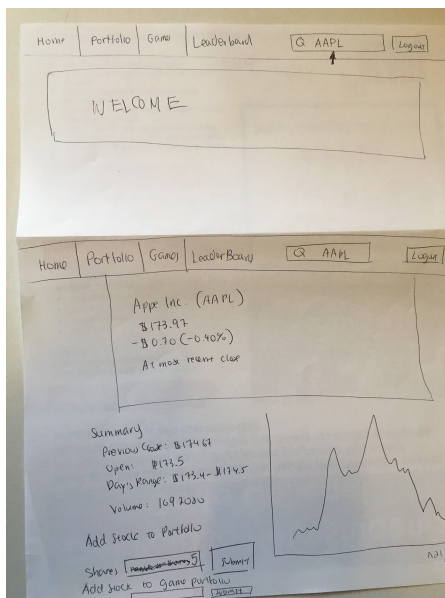 Home Portfolio Games Leaderboard Q AAPL Logout
WELCOME
Home Portfolio Games LeaderBoard Q AAPL Logout
Appe Inc. (AAPL)
$173.97
-$0.70 (-0.40%)
At most recent close
Summary
Previous Close: $174.67
Open: $173.5
Day's Range: $173.4-$174.5
Volume:
Add Stock to Portfolio
Shares 5 Submit
Add Stock to Game portfolio
Submit